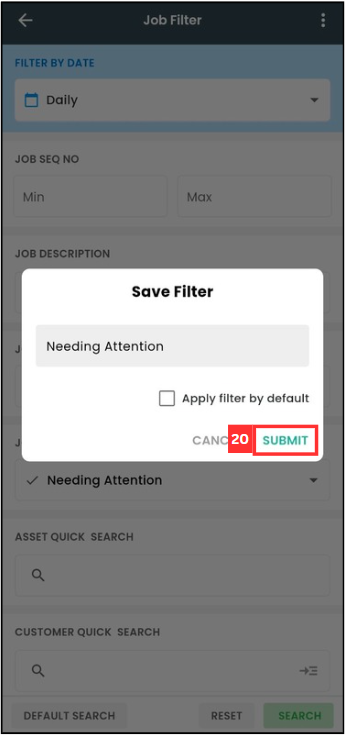 Job Filter
FILTER BY DATE
Daily
JOB SEQ NO
Min Max
JOB DESCRIPTION
Save Filter
Needing Attention
Apply filter by default
CANC 20 SUBMIT
Needing Attention
ASSET QUICK SEARCH
CUSTOMER QUICK SEARCH
DEFAULT SEARCH RESET SEARCH